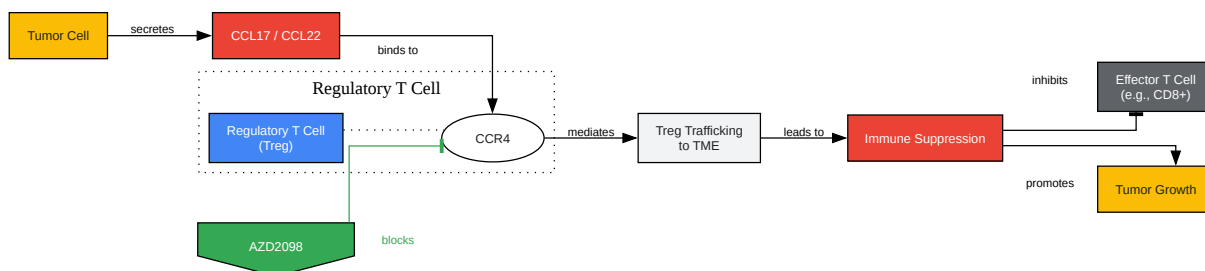 Tumor Cell
secretes
CCL17 / CCL22
binds to
Regulatory T Cell
Regulatory T Cell
(Treg)
CCR4
mediates
Treg Trafficking
to TME
leads to
Immune Suppression
inhibits
Effector T Cell
(e.g., CD8+)
promotes
Tumor Growth
AZD2098
blocks